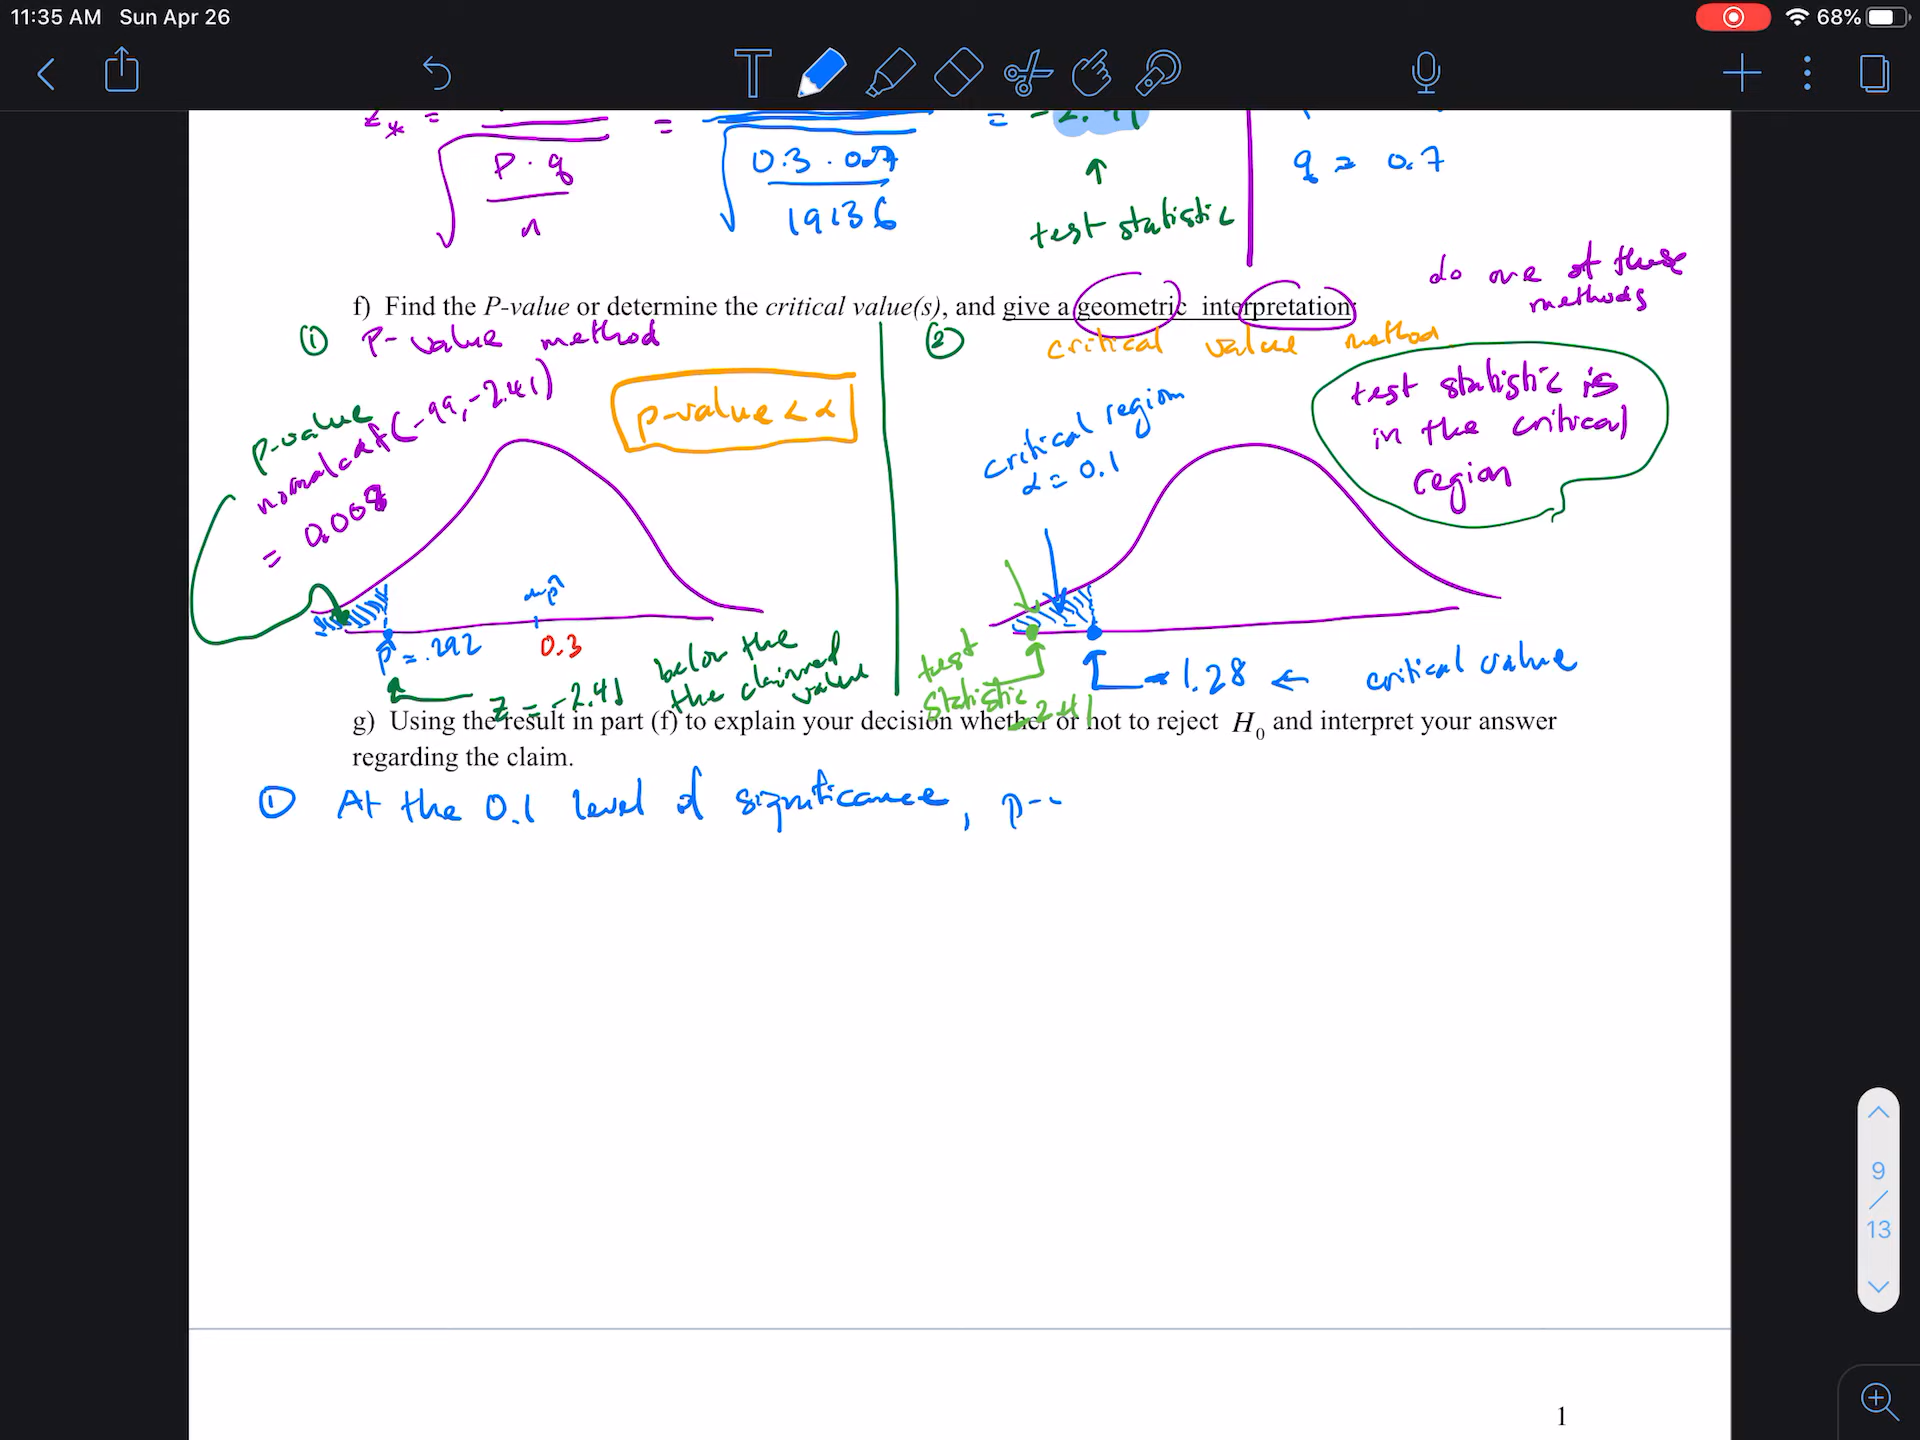 11:35 AM Sun Apr 26
68%
z* = = = -2.41
P · q
n
0.3 · 0.7
19136
q = 0.7
↑
test statistic
do one of these
methods
f) Find the P-value or determine the critical value(s), and give a geometric interpretation:
① P-value method
② critical value method
p-value
normalcdf(-99, -2.41)
= 0.008
p-value < α
critical region
α = 0.1
test statistic is
in the critical
region
μp̂
p̂ = .292
0.3
z = -2.41
below the
the claimed
value
test
statistic
-2.41
-1.28 ← critical value
g) Using the result in part (f) to explain your decision whether or not to reject H₀ and interpret your answer
regarding the claim.
① At the 0.1 level of significance, p-
9
/
13
1